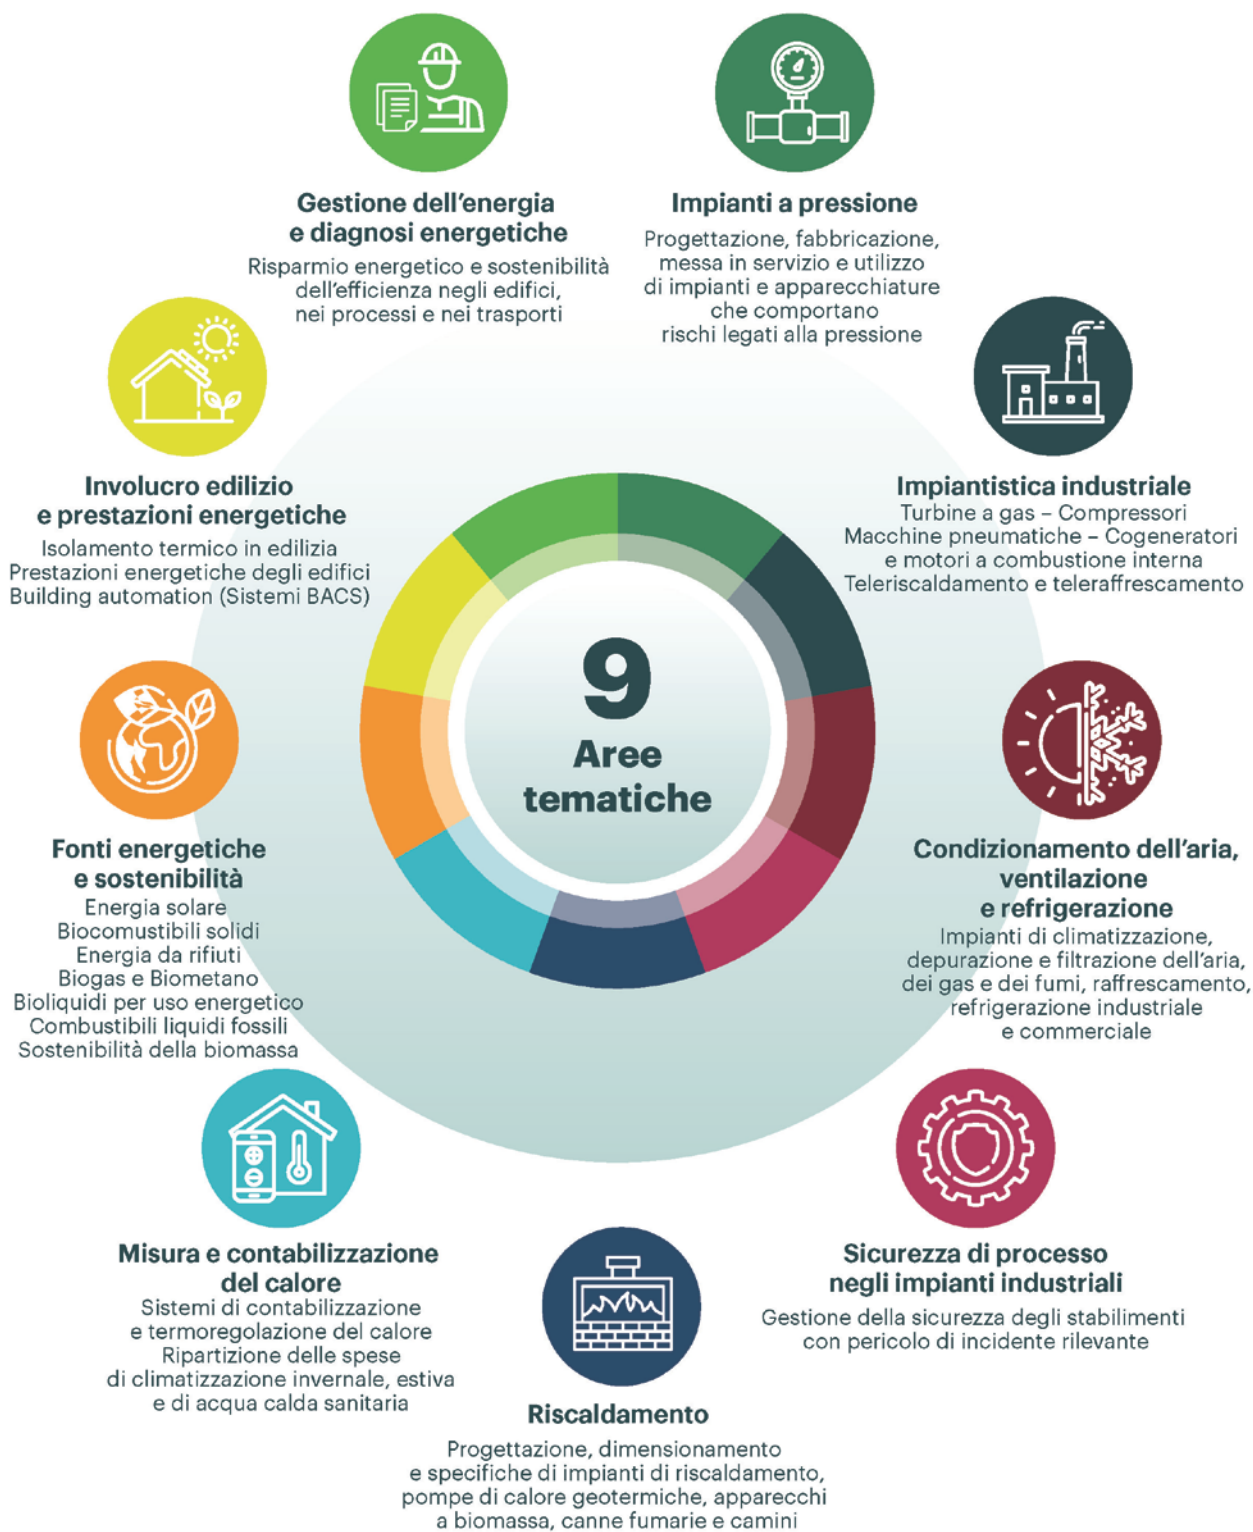 Gestione dell'energia
e diagnosi energetiche
Risparmio energetico e sostenibilità
dell'efficienza negli edifici,
nei processi e nei trasporti
Impianti a pressione
Progettazione, fabbricazione,
messa in servizio e utilizzo
di impianti e apparecchiature
che comportano
rischi legati alla pressione
Involucro edilizio
e prestazioni energetiche
Isolamento termico in edilizia
Prestazioni energetiche degli edifici
Building automation (Sistemi BACS)
Impiantistica industriale
Turbine a gas – Compressori
Macchine pneumatiche – Cogeneratori
e motori a combustione interna
Teleriscaldamento e teleraffrescamento
9
Aree
tematiche
Fonti energetiche
e sostenibilità
Energia solare
Biocomustibili solidi
Energia da rifiuti
Biogas e Biometano
Bioliquidi per uso energetico
Combustibili liquidi fossili
Sostenibilità della biomassa
Condizionamento dell'aria,
ventilazione
e refrigerazione
Impianti di climatizzazione,
depurazione e filtrazione dell'aria,
dei gas e dei fumi, raffrescamento,
refrigerazione industriale
e commerciale
Misura e contabilizzazione
del calore
Sistemi di contabilizzazione
e termoregolazione del calore
Ripartizione delle spese
di climatizzazione invernale, estiva
e di acqua calda sanitaria
Sicurezza di processo
negli impianti industriali
Gestione della sicurezza degli stabilimenti
con pericolo di incidente rilevante
Riscaldamento
Progettazione, dimensionamento
e specifiche di impianti di riscaldamento,
pompe di calore geotermiche, apparecchi
a biomassa, canne fumarie e camini